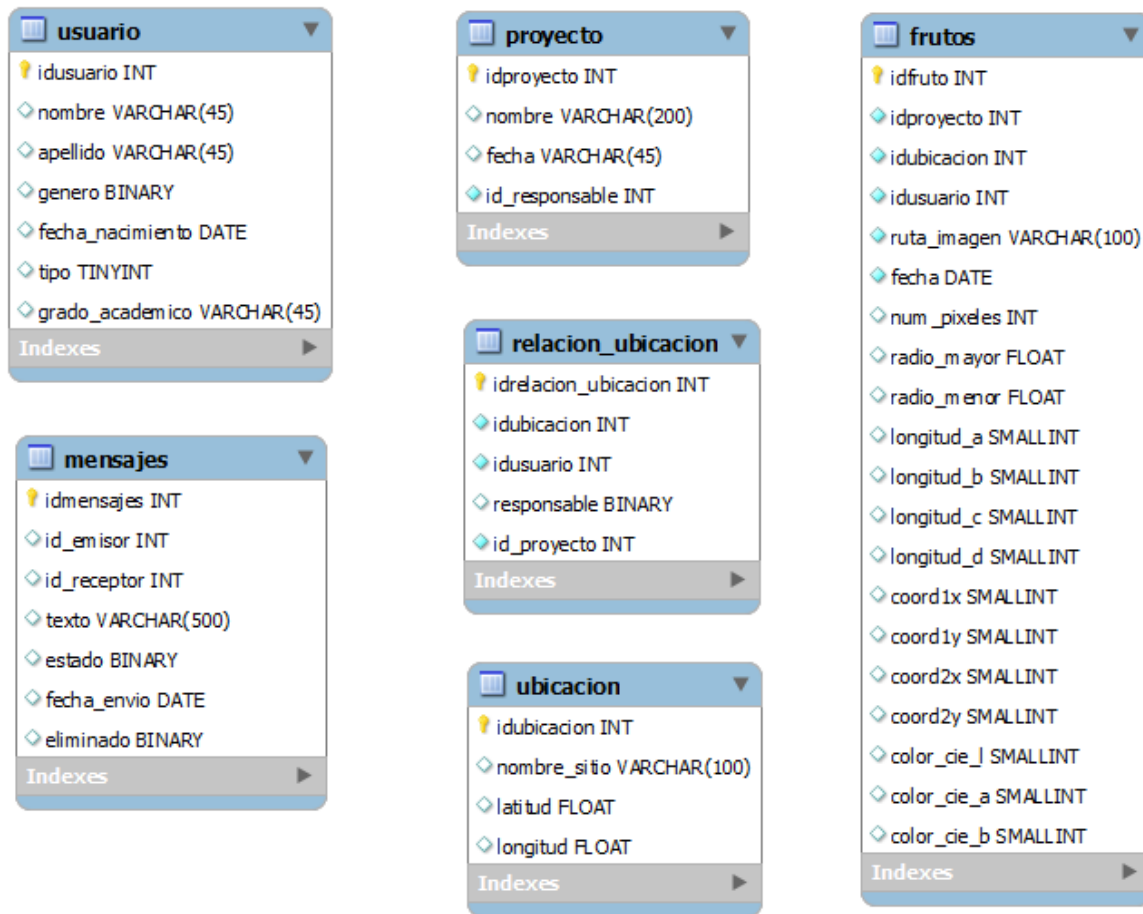 usuario
idusuario INT
nombre VARCHAR(45)
apellido VARCHAR(45)
genero BINARY
fecha_nacimiento DATE
tipo TINYINT
grado_academico VARCHAR(45)
Indexes
mensajes
idmensajes INT
id_emisor INT
id_receptor INT
texto VARCHAR(500)
estado BINARY
fecha_envio DATE
eliminado BINARY
Indexes
proyecto
idproyecto INT
nombre VARCHAR(200)
fecha VARCHAR(45)
id_responsable INT
Indexes
relacion_ubicacion
idrelacion_ubicacion INT
idubicacion INT
idusuario INT
responsable BINARY
id_proyecto INT
Indexes
ubicacion
idubicacion INT
nombre_sitio VARCHAR(100)
latitud FLOAT
longitud FLOAT
Indexes
frutos
idfruto INT
idproyecto INT
idubicacion INT
idusuario INT
ruta_imagen VARCHAR(100)
fecha DATE
num_pixeles INT
radio_mayor FLOAT
radio_menor FLOAT
longitud_a SMALLINT
longitud_b SMALLINT
longitud_c SMALLINT
longitud_d SMALLINT
coord1x SMALLINT
coord1y SMALLINT
coord2x SMALLINT
coord2y SMALLINT
color_cie_l SMALLINT
color_cie_a SMALLINT
color_cie_b SMALLINT
Indexes